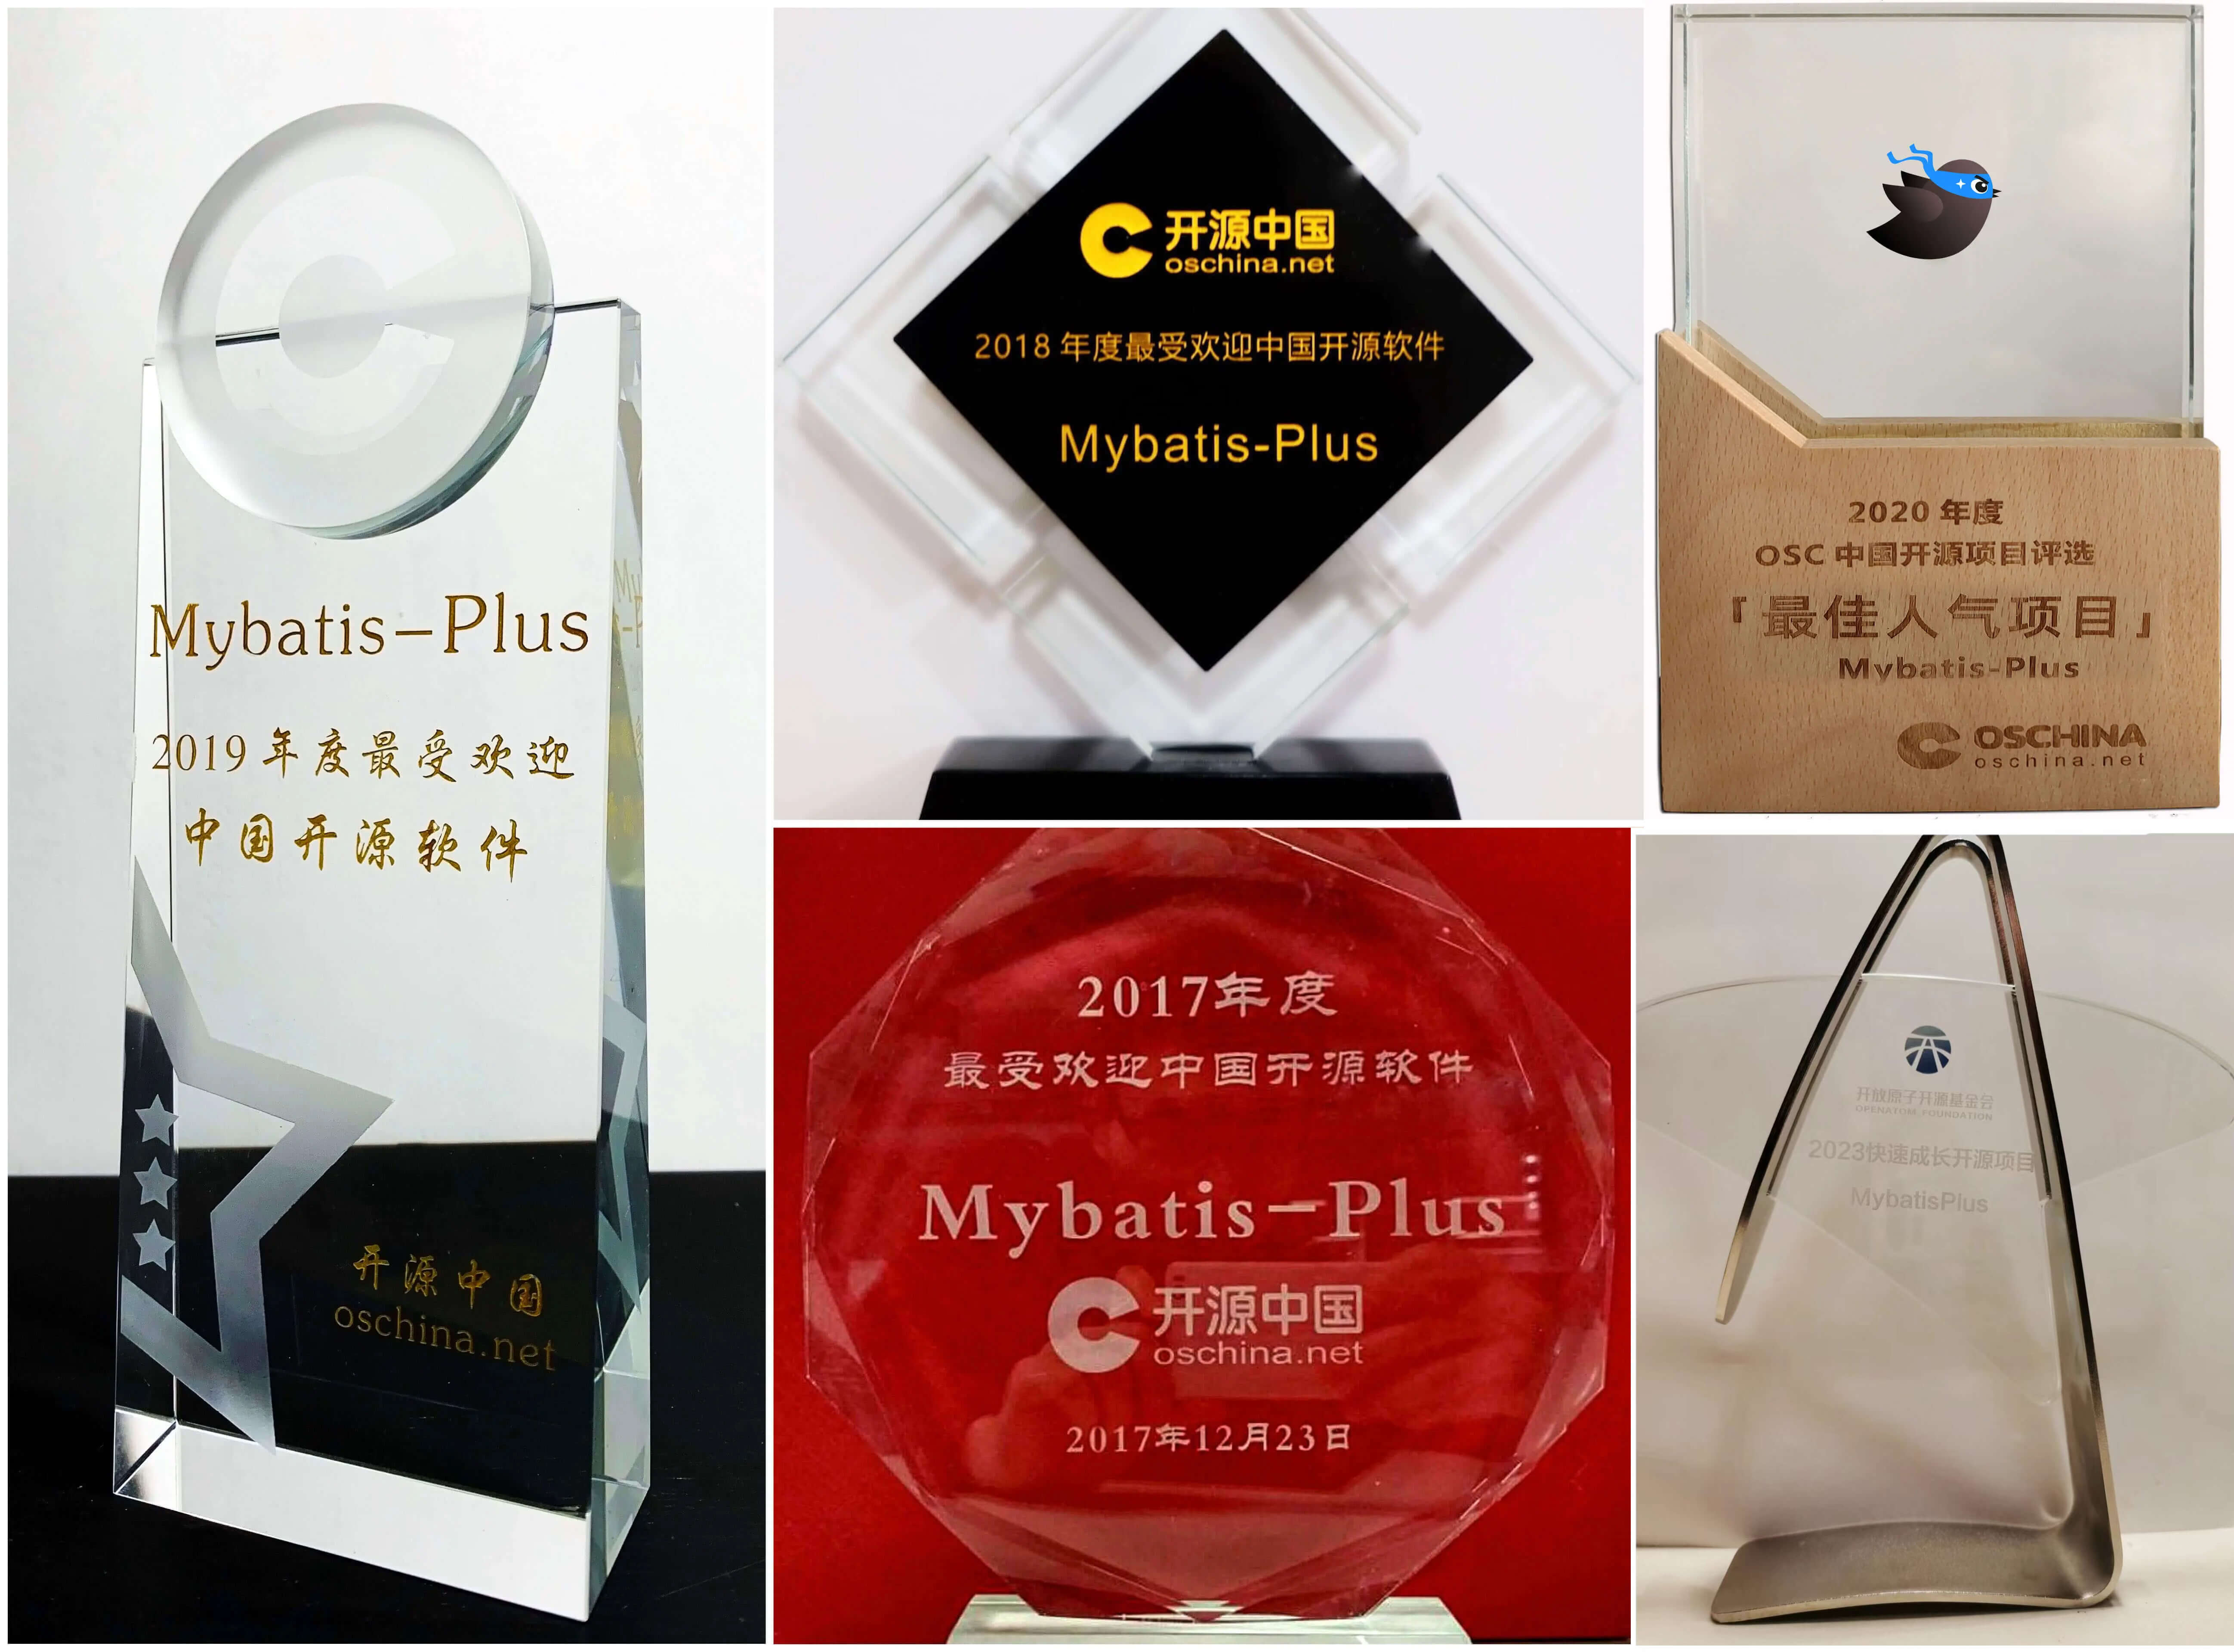 Mybatis-Plus
2019年度最受欢迎
中国开源软件
开源中国
oschina.net
开源中国
oschina.net
2018 年度最受欢迎中国开源软件
Mybatis-Plus
2020 年度
OSC 中国开源项目评选
「最佳人气项目」
Mybatis-Plus
OSCHINA
oschina.net
2017年度
最受欢迎中国开源软件
Mybatis-Plus
开源中国
oschina.net
2017年12月23日
开放原子开源基金会
OPENATOM FOUNDATION
2023快速成长开源项目
MybatisPlus